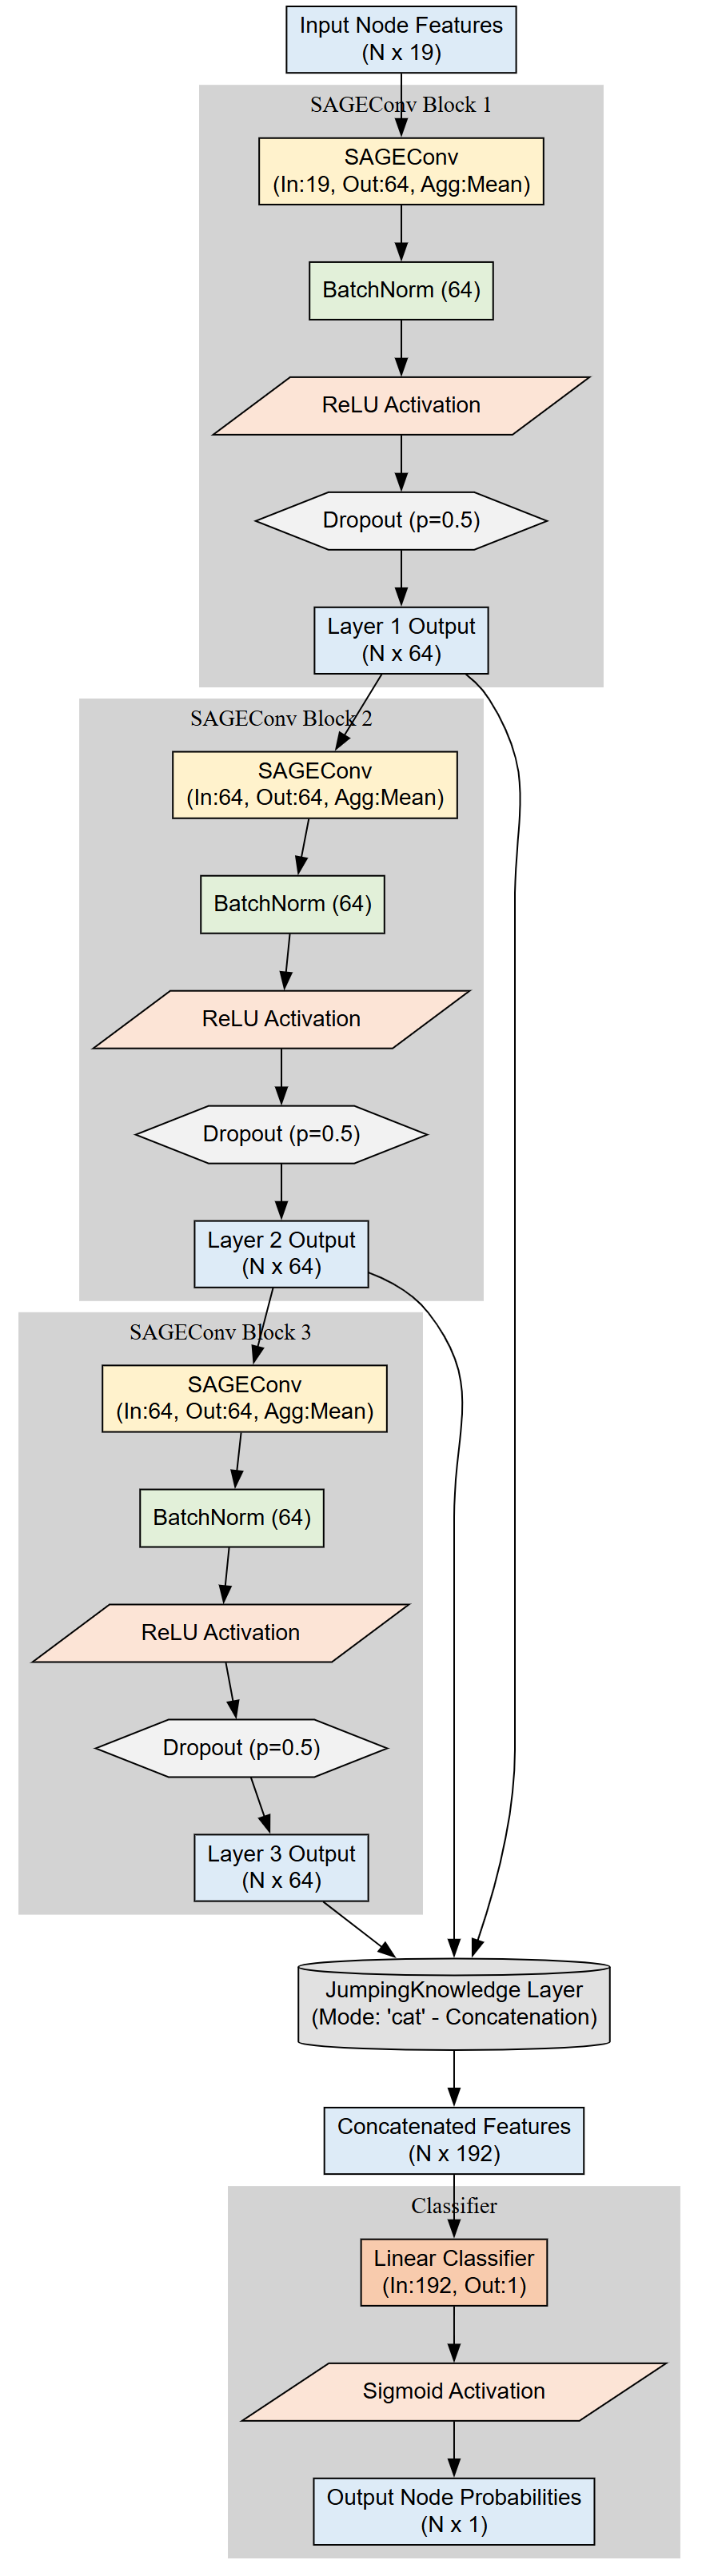 Input Node Features
(N x 19)
SAGEConv Block 1
SAGEConv
(In:19, Out:64, Agg:Mean)
BatchNorm (64)
ReLU Activation
Dropout (p=0.5)
Layer 1 Output
(N x 64)
SAGEConv Block 2
SAGEConv
(In:64, Out:64, Agg:Mean)
BatchNorm (64)
ReLU Activation
Dropout (p=0.5)
Layer 2 Output
(N x 64)
SAGEConv Block 3
SAGEConv
(In:64, Out:64, Agg:Mean)
BatchNorm (64)
ReLU Activation
Dropout (p=0.5)
Layer 3 Output
(N x 64)
JumpingKnowledge Layer
(Mode: 'cat' - Concatenation)
Concatenated Features
(N x 192)
Classifier
Linear Classifier
(In:192, Out:1)
Sigmoid Activation
Output Node Probabilities
(N x 1)